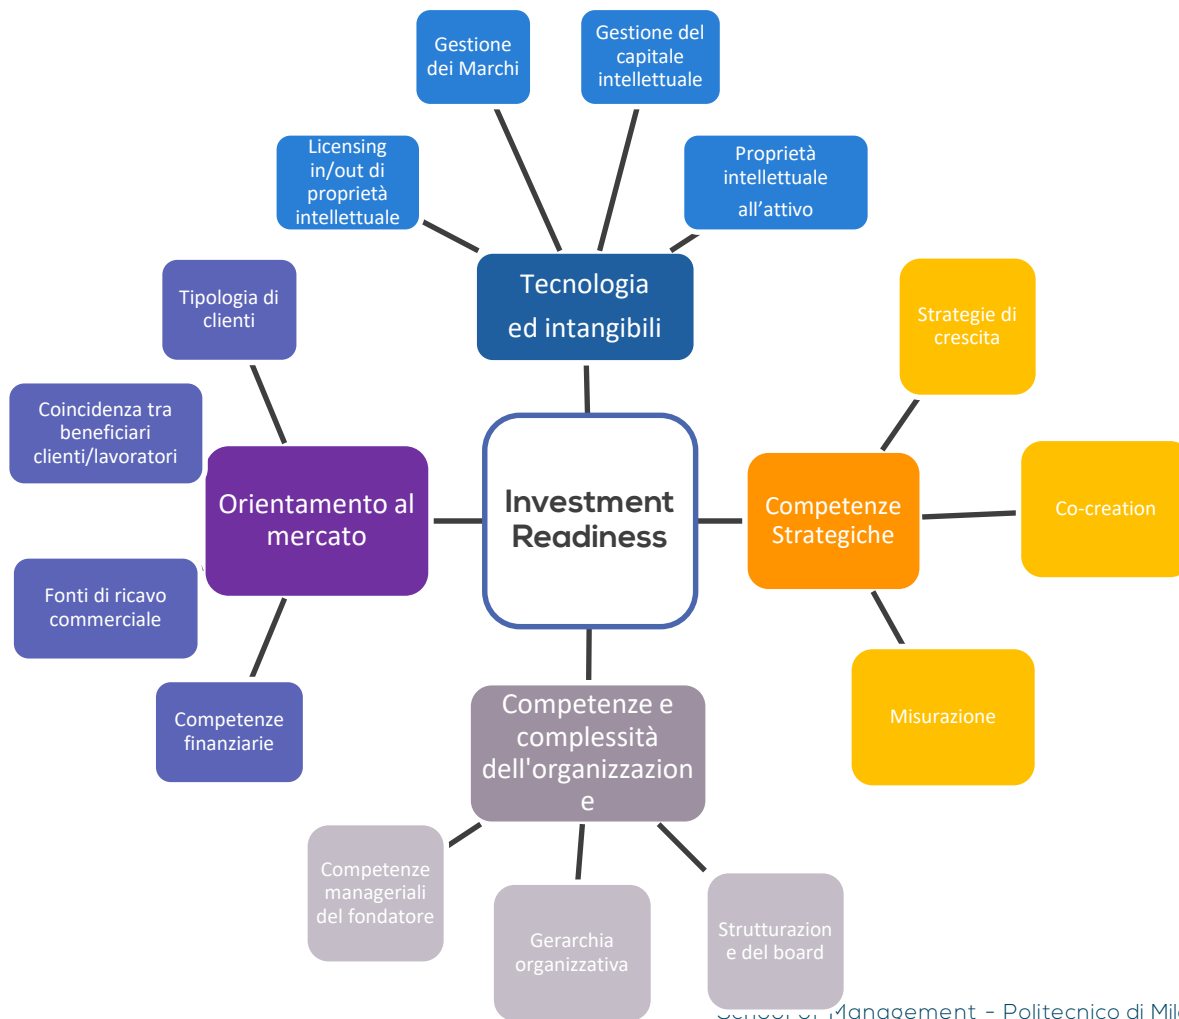 Gestione
dei Marchi
Gestione del
capitale
intellettuale
Licensing
in/out di
proprietà
intellettuale
Proprietà
intellettuale
all'attivo
Tecnologia
ed intangibili
Tipologia di
clienti
Strategie di
crescita
Coincidenza tra
beneficiari
clienti/lavoratori
Orientamento al
mercato
Investment
Readiness
Competenze
Strategiche
Co-creation
Fonti di ricavo
commerciale
Competenze
finanziarie
Competenze e
complessità
dell'organizzazion
e
Misurazione
Competenze
manageriali
del fondatore
Gerarchia
organizzativa
Strutturazion
e del board
School of Management - Politecnico di Mil